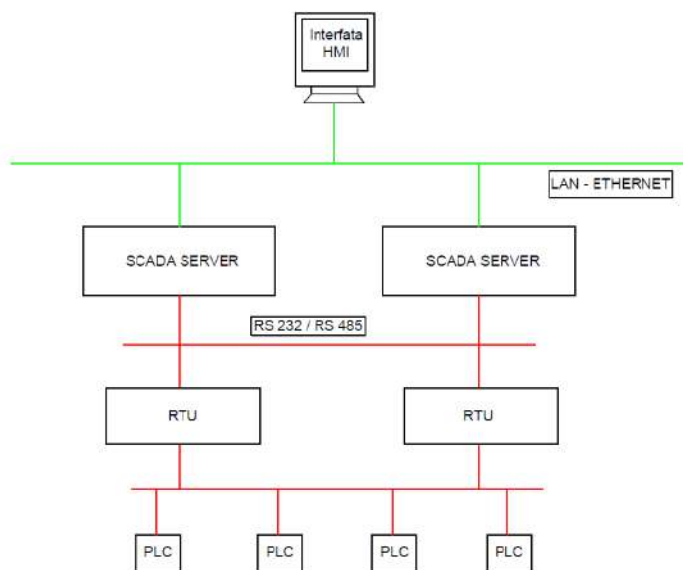 Interfata
HMI
LAN - ETHERNET
SCADA SERVER
SCADA SERVER
RS 232 / RS 485
RTU
RTU
PLC
PLC
PLC
PLC